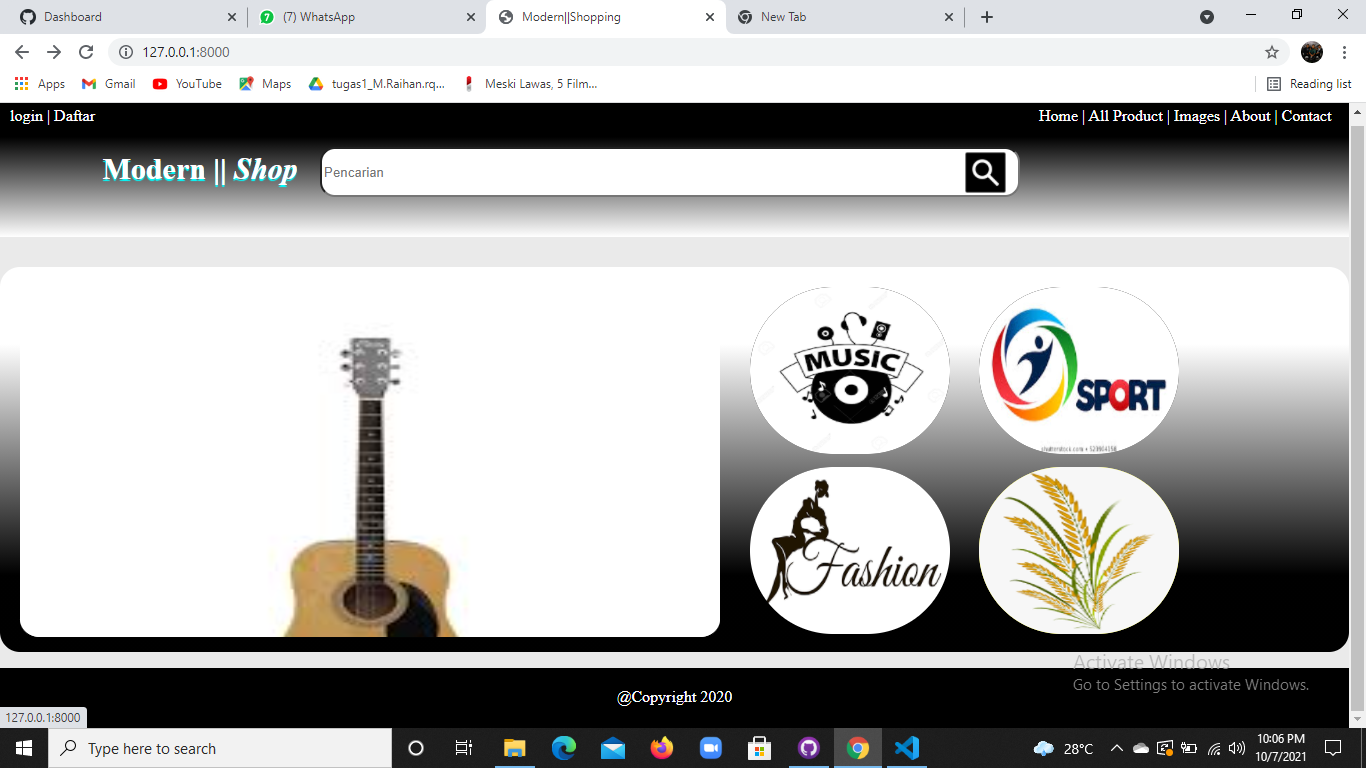 Dashboard
(7) WhatsApp
Modern||Shopping
New Tab
127.0.0.1:8000
Apps
Gmail
YouTube
Maps
tugas1_M.Raihan.rq...
Meski Lawas, 5 Film...
Reading list
login | Daftar
Home | All Product | Images | About | Contact
Modern || Shop
Pencarian
MUSIC
SPORT
Fashion
Activate Windows
Go to Settings to activate Windows.
@Copyright 2020
127.0.0.1:8000
Type here to search
28°C
10:06 PM
10/7/2021